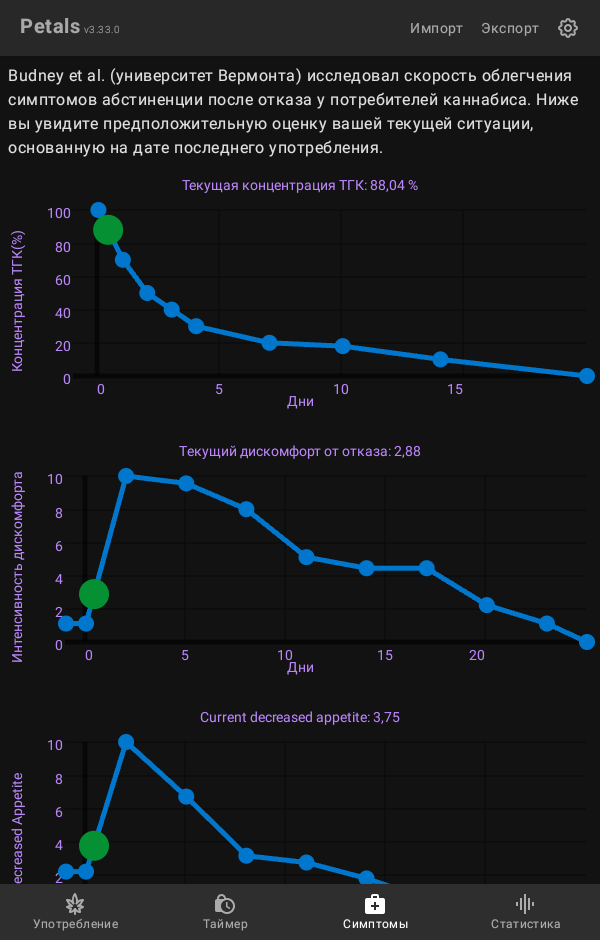 Petals v3.33.0
Импорт Экспорт
Budney et al. (университет Вермонта) исследовал скорость облегчения
симптомов абстиненции после отказа у потребителей каннабиса. Ниже
вы увидите предположительную оценку вашей текущей ситуации,
основанную на дате последнего употребления.
Текущая концентрация ТГК: 88,04 %
Концентрация ТГК(%)
100
80
60
40
20
0
0 5 10 15
Дни
Текущий дискомфорт от отказа: 2,88
Интенсивность дискомфорта
10
8
6
4
2
0
0 5 10 15 20
Дни
Current decreased appetite: 3,75
ecreased Appetite
10
8
6
4
2
Употребление Таймер Симптомы Статистика